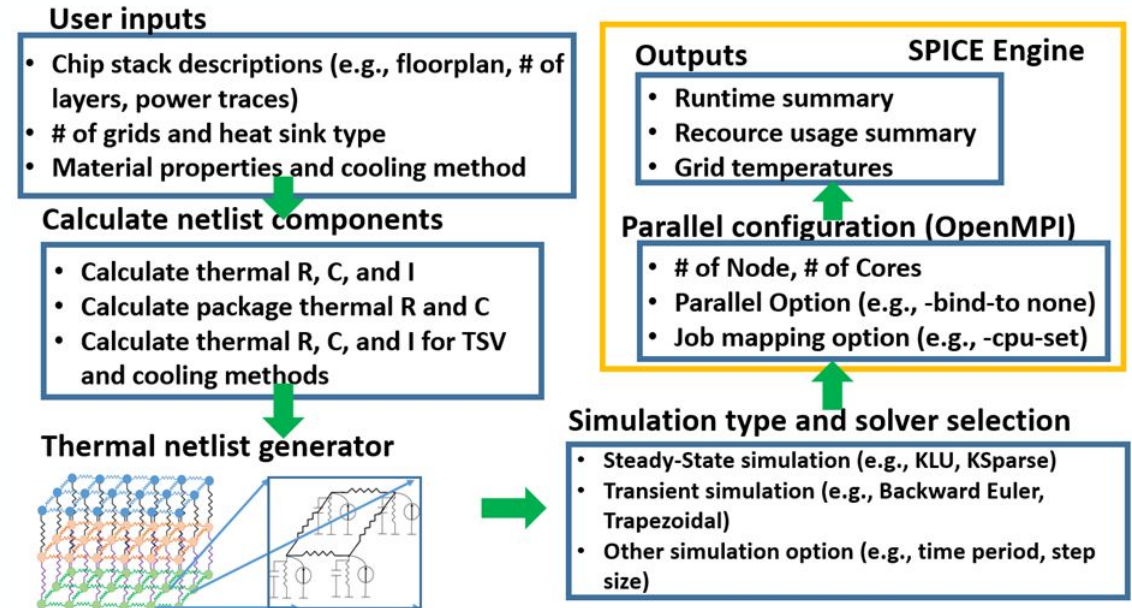 User inputs
• Chip stack descriptions (e.g., floorplan, # of
layers, power traces)
• # of grids and heat sink type
• Material properties and cooling method
Calculate netlist components
• Calculate thermal R, C, and I
• Calculate package thermal R and C
• Calculate thermal R, C, and I for TSV
and cooling methods
Thermal netlist generator
Simulation type and solver selection
• Steady-State simulation (e.g., KLU, KSparse)
• Transient simulation (e.g., Backward Euler,
Trapezoidal)
• Other simulation option (e.g., time period, step
size)
SPICE Engine
Parallel configuration (OpenMPI)
• # of Node, # of Cores
• Parallel Option (e.g., -bind-to none)
• Job mapping option (e.g., -cpu-set)
Outputs
• Runtime summary
• Recource usage summary
• Grid temperatures